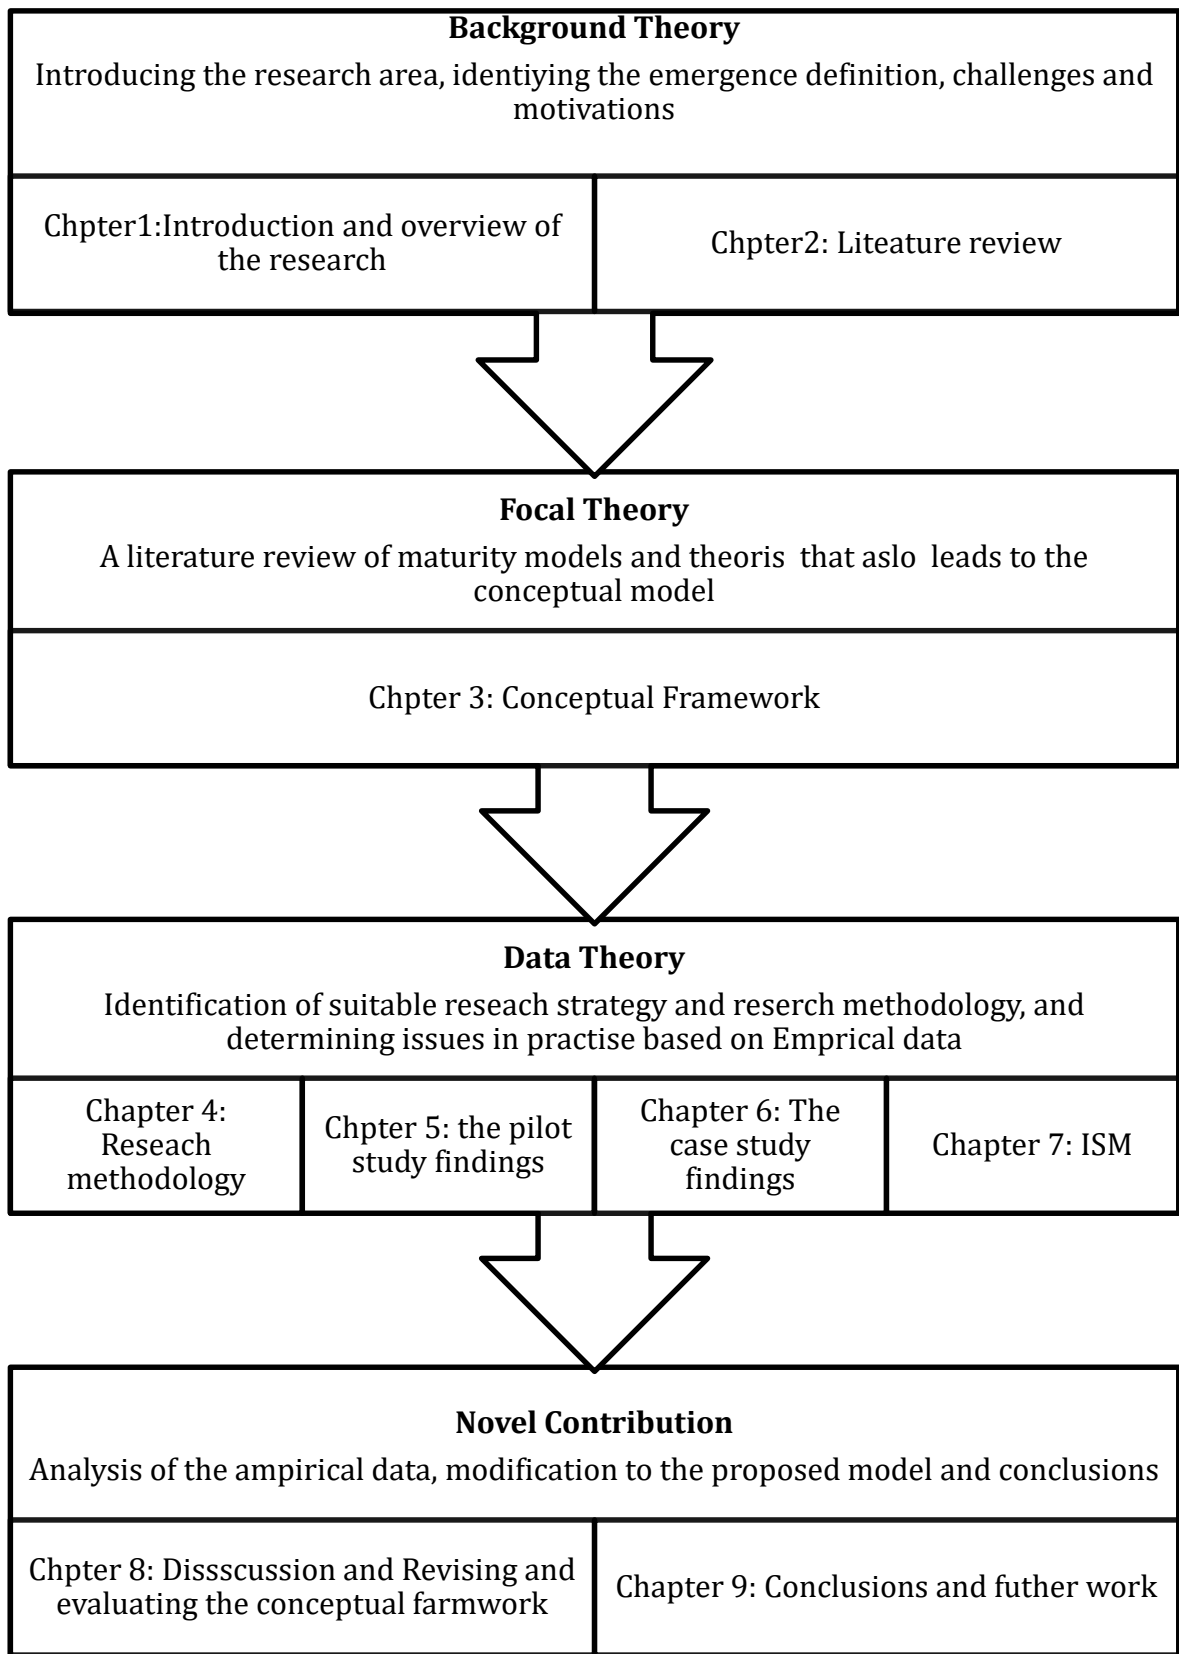 Background Theory
Introducing the research area, identiying the emergence definition, challenges and
motivations
Chpter1:Introduction and overview of
the research
Chpter2: Liteature review
Focal Theory
A literature review of maturity models and theoris  that aslo  leads to the
conceptual model
Chpter 3: Conceptual Framework
Data Theory
Identification of suitable reseach strategy and reserch methodology, and
determining issues in practise based on Emprical data
Chapter 4:
Reseach
methodology
Chpter 5: the pilot
study findings
Chapter 6: The
case study
findings
Chapter 7: ISM
Novel Contribution
Analysis of the ampirical data, modification to the proposed model and conclusions
Chpter 8: Dissscussion and Revising and
evaluating the conceptual farmwork
Chapter 9: Conclusions and futher work